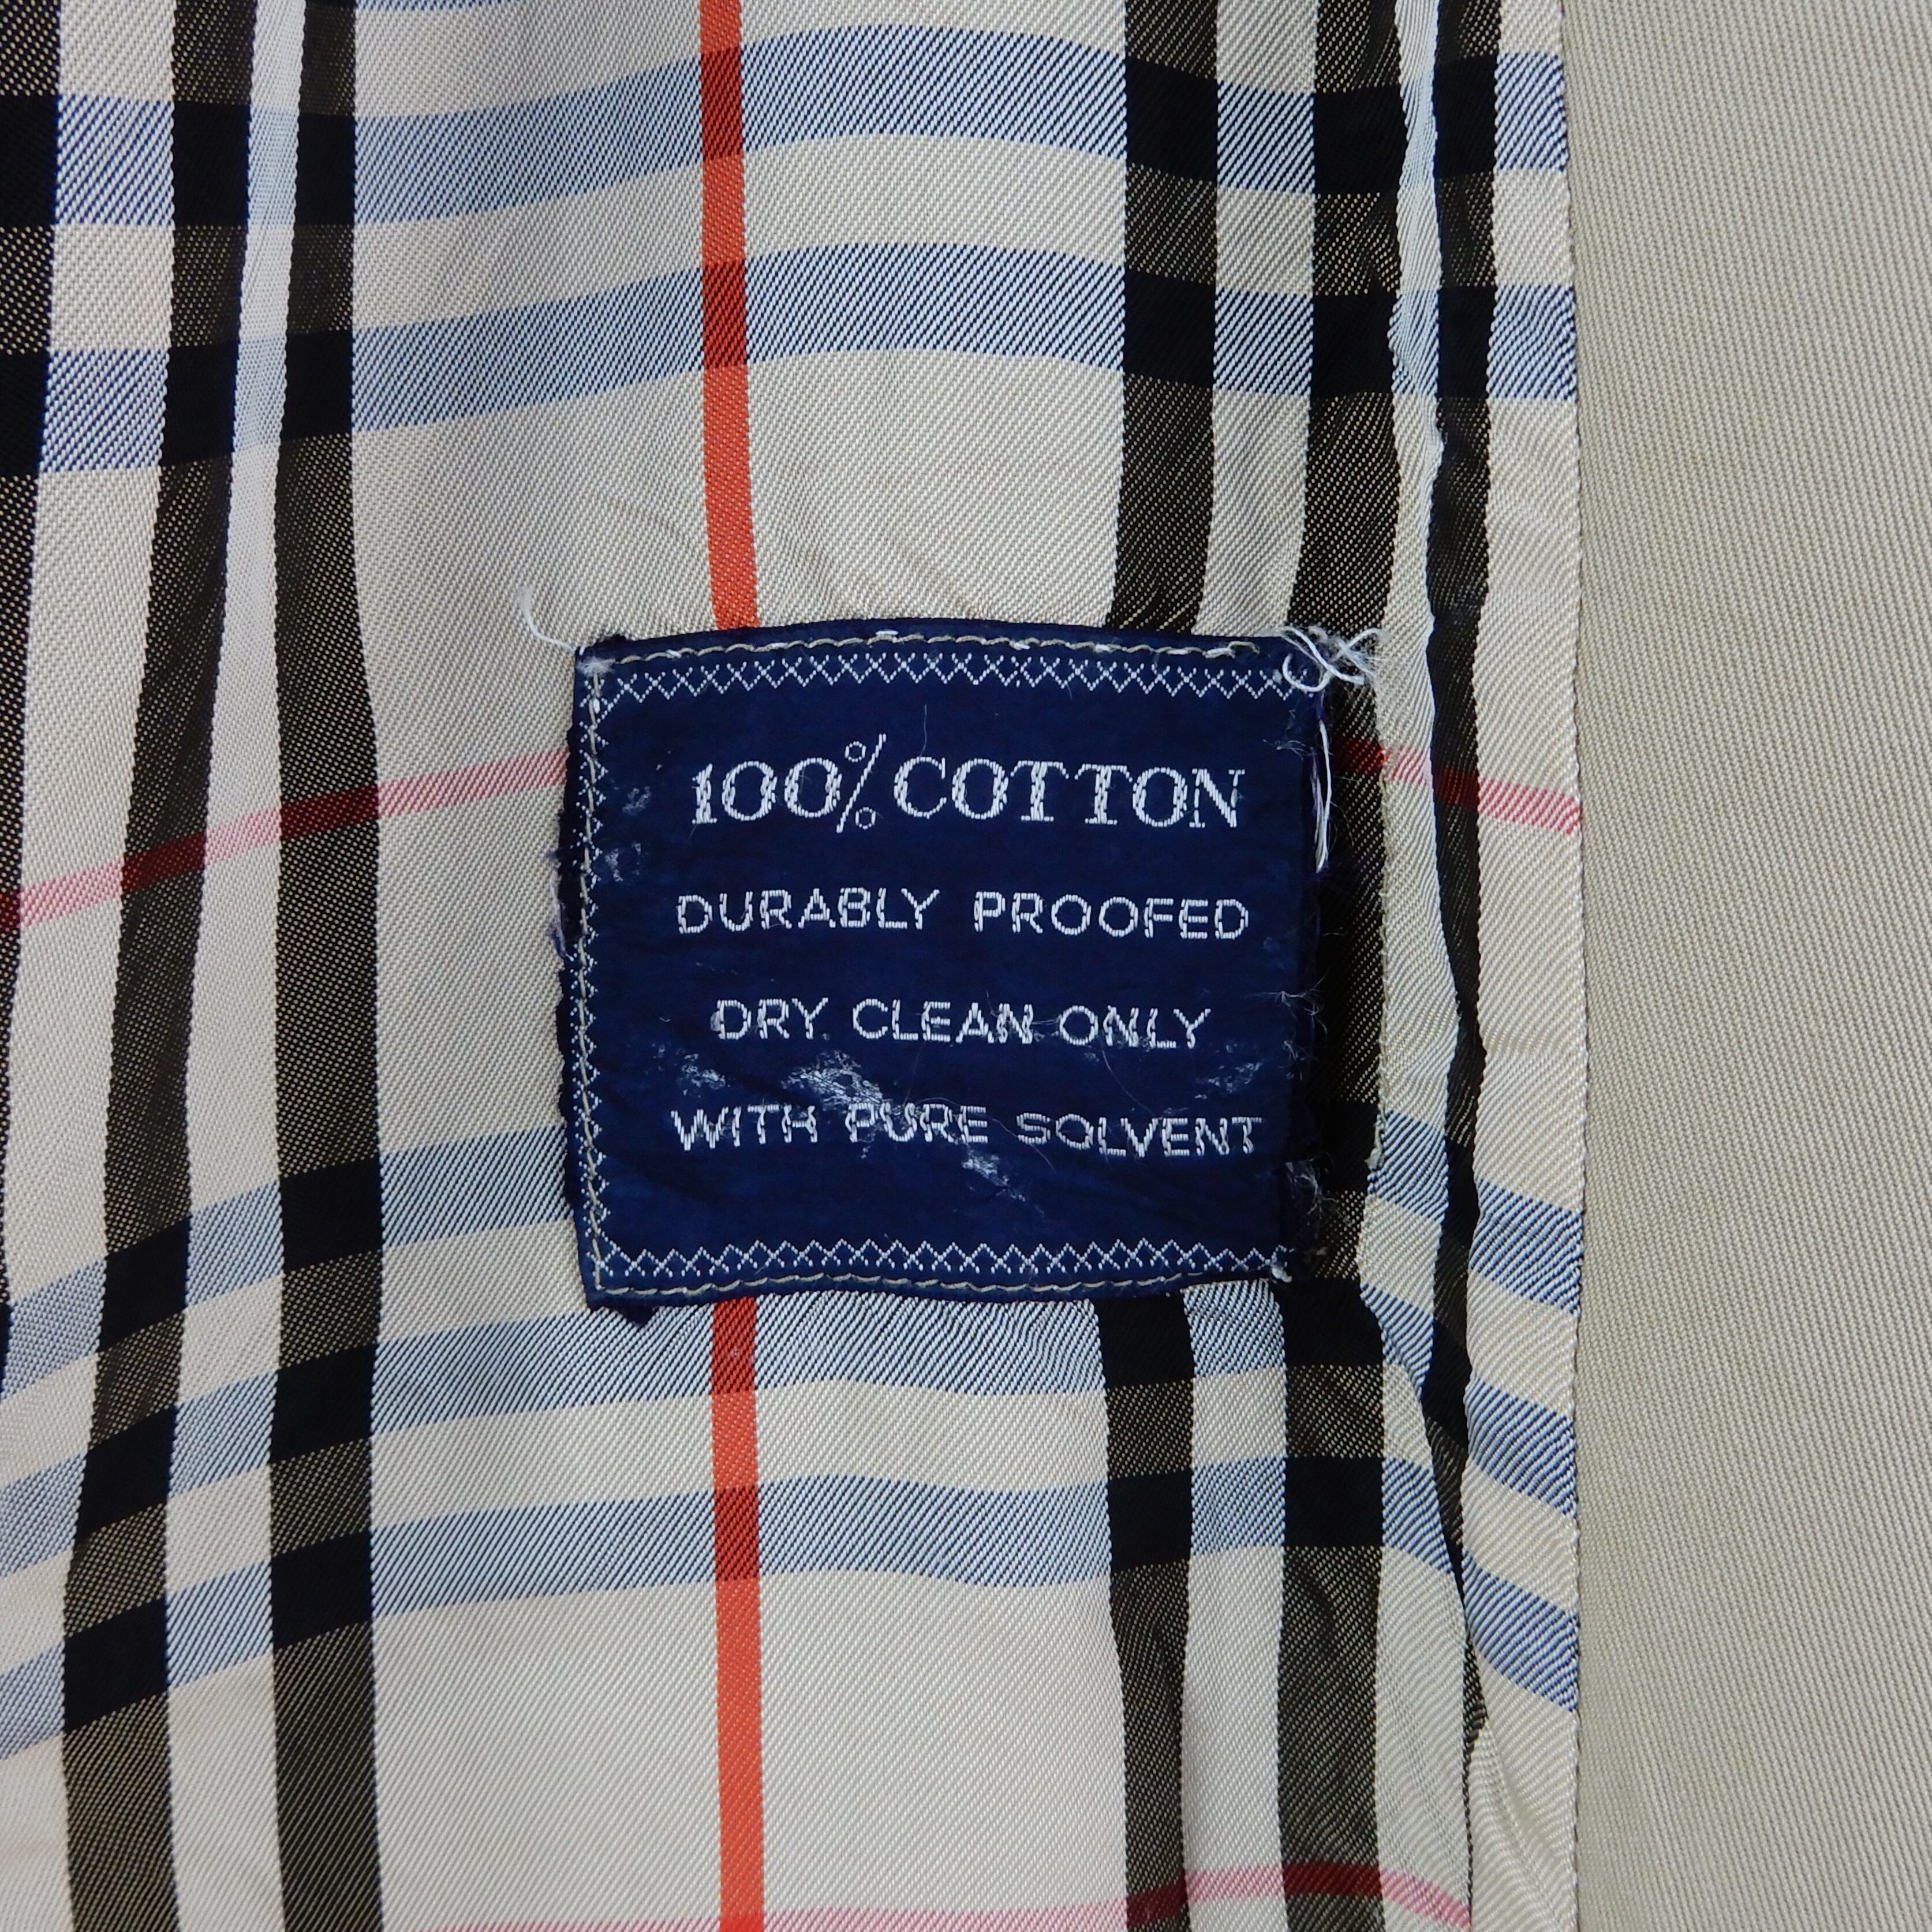 100% COTTON
DURABLY PROOFED
DRY CLEAN ONLY
WITH PURE SOLVENT